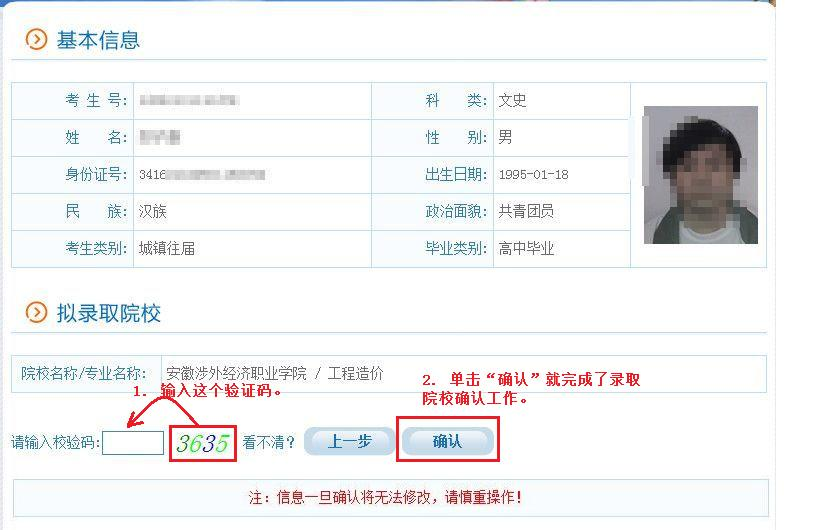 基本信息
考 生 号: 科 类: 文史
姓 名: 性 别: 男
身份证号: 3416 出生日期: 1995-01-18
民 族: 汉族 政治面貌: 共青团员
考生类别: 城镇往届 毕业类别: 高中毕业
拟录取院校
院校名称/专业名称: 安徽涉外经济职业学院 / 工程造价
1. 输入这个验证码。
2. 单击“确认”就完成了录取
院校确认工作。
请输入校验码: 3635 看不清? 上一步 确认
注: 信息一旦确认将无法修改, 请慎重操作!